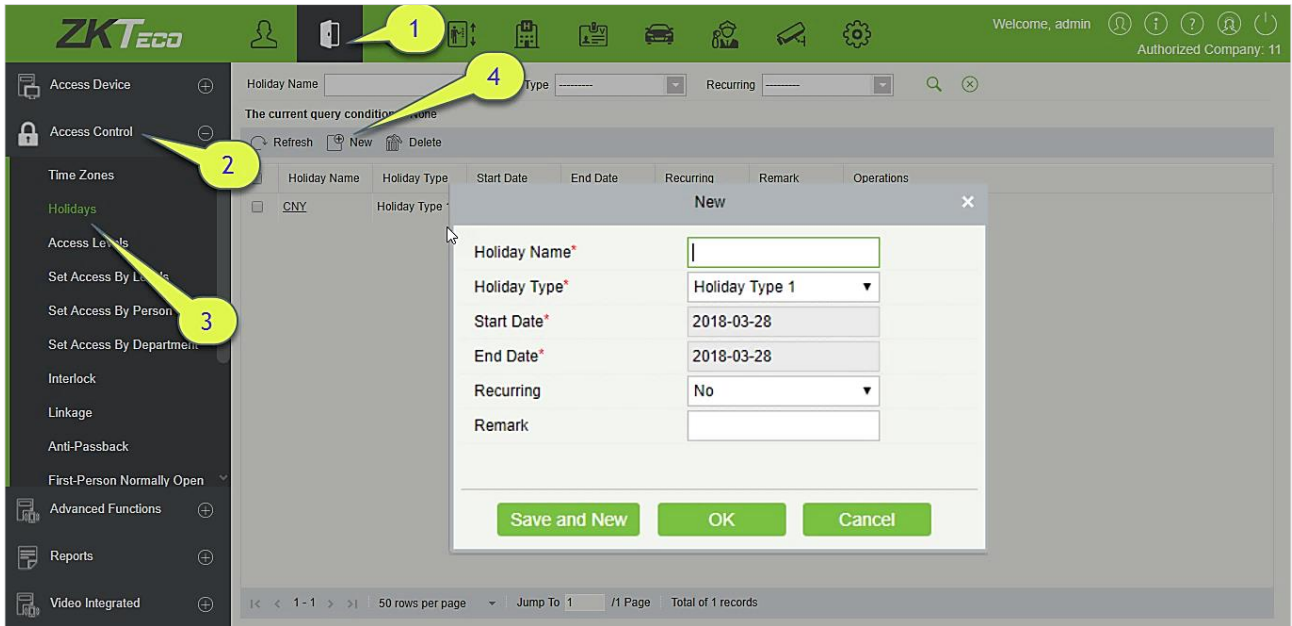 ZKTeco
1
Welcome, admin
Authorized Company: 11
Access Device
Holiday Name
4
Type ---------
Recurring ---------
The current query conditions None
Access Control
2
Refresh New Delete
Time Zones
Holiday Name Holiday Type Start Date End Date Recurring Remark Operations
Holidays
CNY Holiday Type 1
New
Access Levels
Holiday Name*
Set Access By Levels
Holiday Type* Holiday Type 1
3
Set Access By Person
Start Date* 2018-03-28
Set Access By Department
End Date* 2018-03-28
Interlock
Recurring No
Linkage
Remark
Anti-Passback
First-Person Normally Open
Advanced Functions
Save and New OK Cancel
Reports
Video Integrated
1-1 50 rows per page Jump To 1 /1 Page Total of 1 records